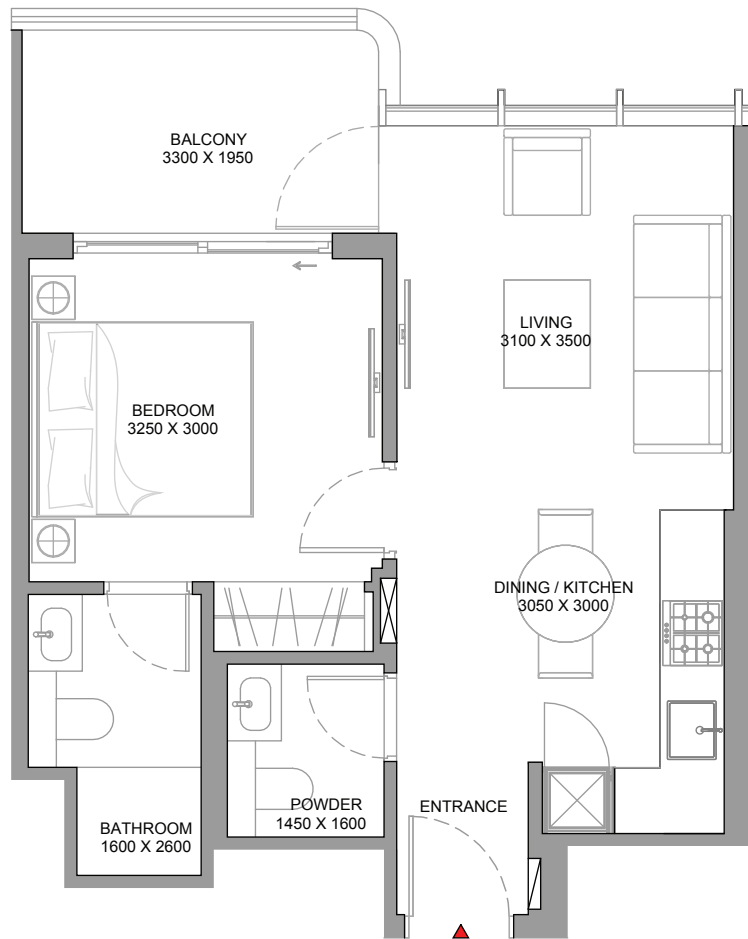 BALCONY
3300 X 1950
LIVING
3100 X 3500
BEDROOM
3250 X 3000
DINING / KITCHEN
3050 X 3000
POWDER
1450 X 1600
ENTRANCE
BATHROOM
1600 X 2600